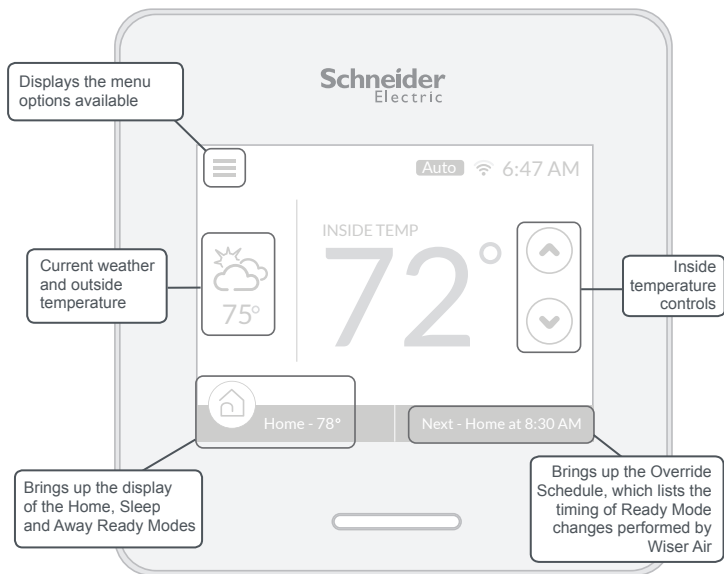 Schneider
Electric
Displays the menu
options available
Auto 6:47 AM
INSIDE TEMP
72°
75°
Current weather
and outside
temperature
Inside
temperature
controls
Home - 78°
Next - Home at 8:30 AM
Brings up the display
of the Home, Sleep
and Away Ready Modes
Brings up the Override
Schedule, which lists the
timing of Ready Mode
changes performed by
Wiser Air